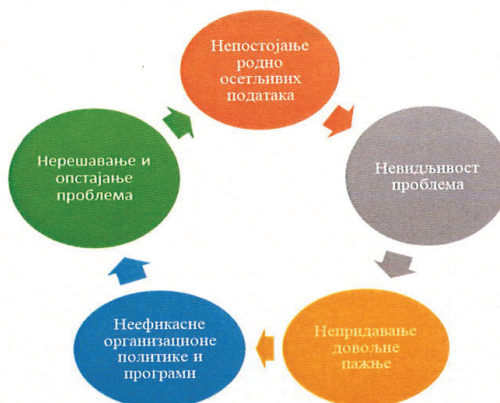 Непостојање
родно
осетљивих
података
Невидљивост
проблема
Непридавање
довољне
пажње
Неефикасне
организационе
политике и
програми
Нерешавање и
опстајање
проблема